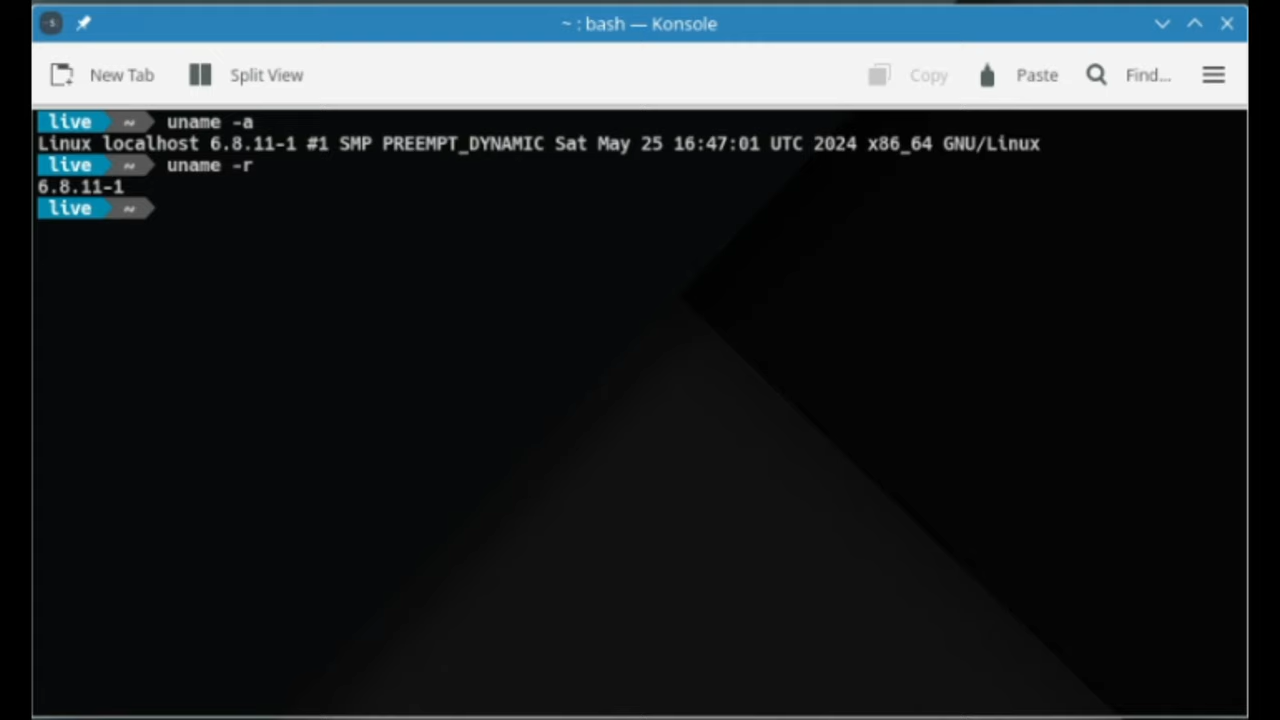 ~ : bash — Konsole
New Tab Split View Copy Paste Find...
live ~ uname -a
Linux localhost 6.8.11-1 #1 SMP PREEMPT_DYNAMIC Sat May 25 16:47:01 UTC 2024 x86_64 GNU/Linux
live ~ uname -r
6.8.11-1
live ~